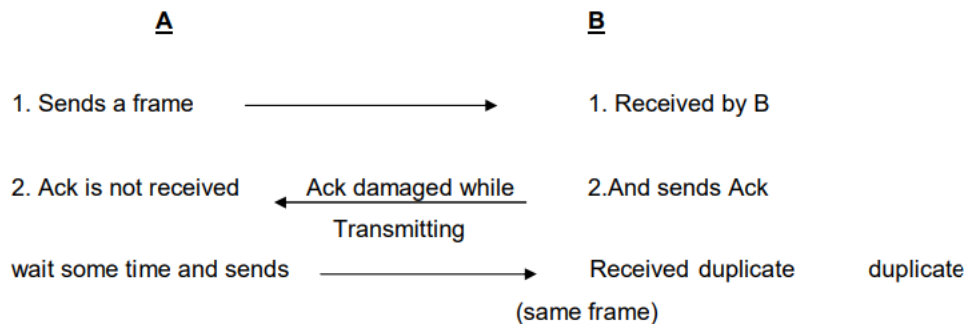 A B
1. Sends a frame 1. Received by B
2. Ack is not received Ack damaged while 2.And sends Ack
Transmitting
wait some time and sends Received duplicate duplicate
(same frame)